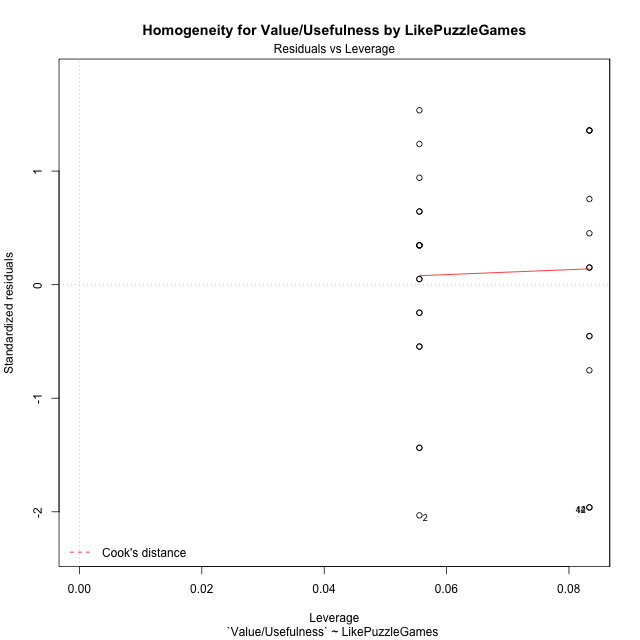 Homogeneity for Value/Usefulness by LikePuzzleGames
Residuals vs Leverage
1
0
-1
-2
Standardized residuals
2
Cook's distance
0.00 0.02 0.04 0.06 0.08
Leverage
`Value/Usefulness` ~ LikePuzzleGames